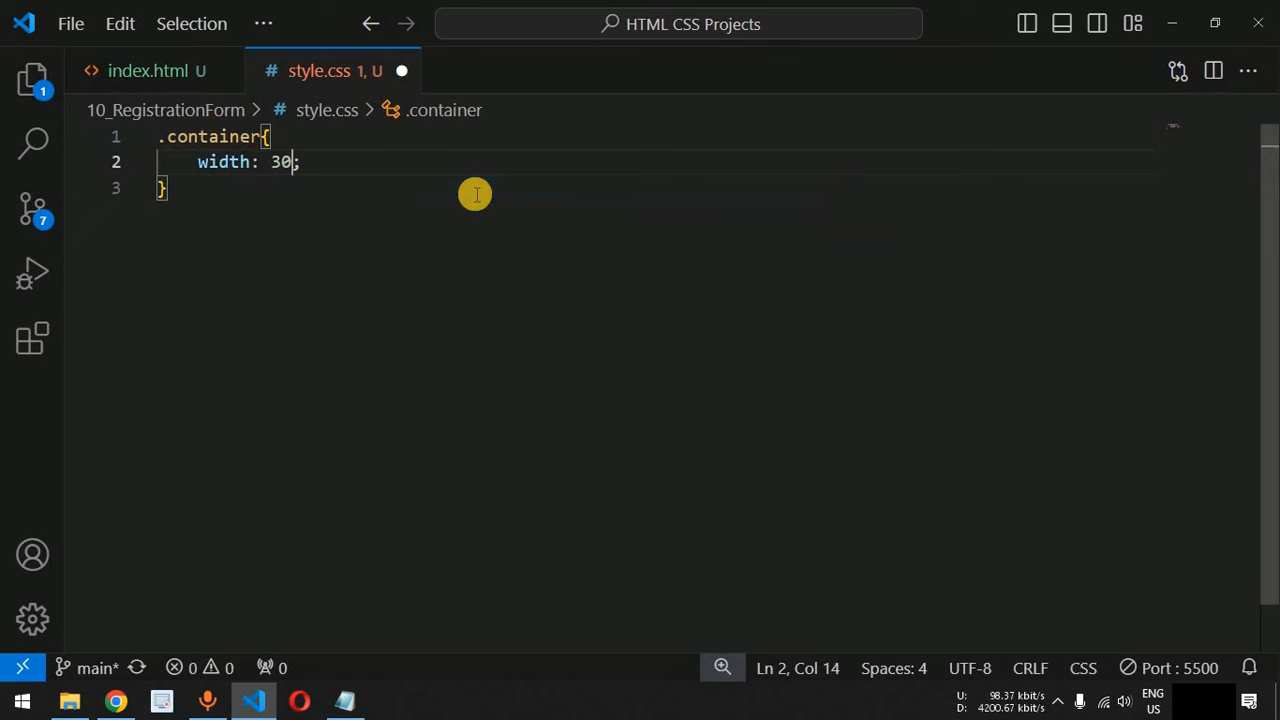 File Edit Selection ··· HTML CSS Projects
index.html U style.css 1, U
10_RegistrationForm > style.css > .container
1 .container{
2 width: 30;
3 }
1
7
main* 0 0 0 Ln 2, Col 14 Spaces: 4 UTF-8 CRLF CSS Port : 5500
U: 98.37 kbit/s
D: 4200.67 kbit/s
ENG
US